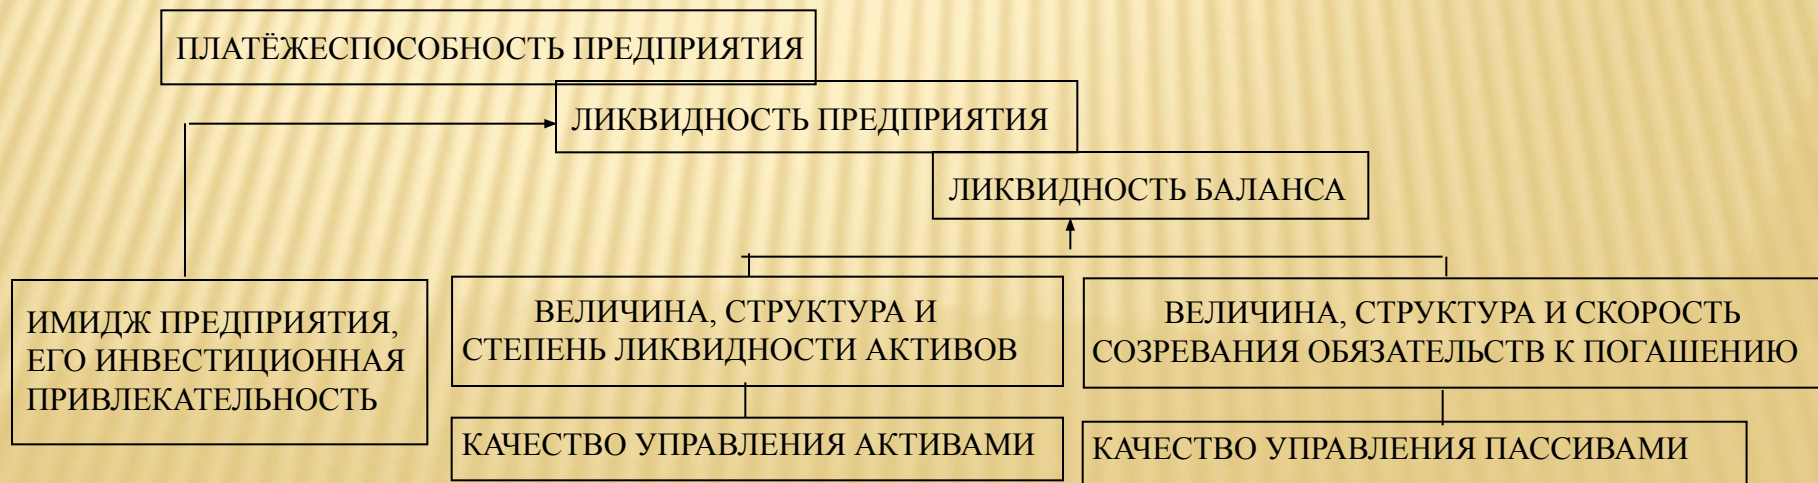 ПЛАТЁЖЕСПОСОБНОСТЬ ПРЕДПРИЯТИЯ
ЛИКВИДНОСТЬ ПРЕДПРИЯТИЯ
ЛИКВИДНОСТЬ БАЛАНСА
ИМИДЖ ПРЕДПРИЯТИЯ,
ЕГО ИНВЕСТИЦИОННАЯ
ПРИВЛЕКАТЕЛЬНОСТЬ
ВЕЛИЧИНА, СТРУКТУРА И
СТЕПЕНЬ ЛИКВИДНОСТИ АКТИВОВ
ВЕЛИЧИНА, СТРУКТУРА И СКОРОСТЬ
СОЗРЕВАНИЯ ОБЯЗАТЕЛЬСТВ К ПОГАШЕНИЮ
КАЧЕСТВО УПРАВЛЕНИЯ АКТИВАМИ
КАЧЕСТВО УПРАВЛЕНИЯ ПАССИВАМИ